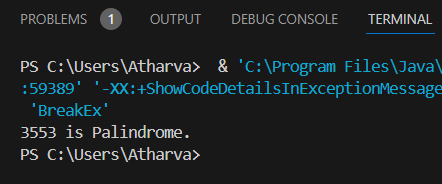 PROBLEMS 1 OUTPUT DEBUG CONSOLE TERMINAL
PS C:\Users\Atharva>  & 'C:\Program Files\Java\
:59389' '-XX:+ShowCodeDetailsInExceptionMessage
 'BreakEx'
3553 is Palindrome.
PS C:\Users\Atharva>